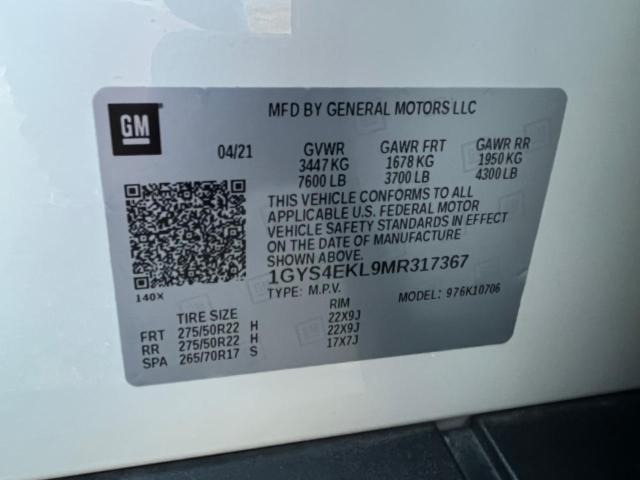 GM
MFD BY GENERAL MOTORS LLC
04/21 GVWR GAWR FRT GAWR RR
3447 KG 1678 KG 1950 KG
7600 LB 3700 LB 4300 LB
THIS VEHICLE CONFORMS TO ALL
APPLICABLE U.S. FEDERAL MOTOR
VEHICLE SAFETY STANDARDS IN EFFECT
ON THE DATE OF MANUFACTURE
SHOWN ABOVE.
1GYS4EKL9MR317367
140X
TYPE: M.P.V. MODEL: 976K10706
TIRE SIZE RIM
FRT 275/50R22 H 22X9J
RR 275/50R22 H 22X9J
SPA 265/70R17 S 17X7J